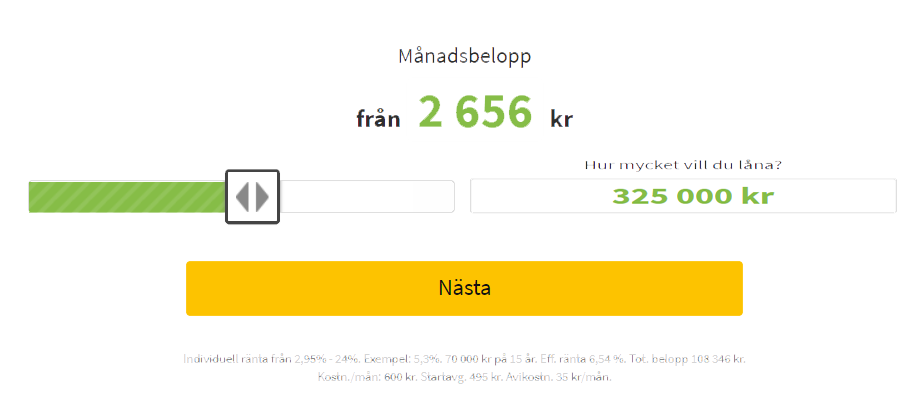 Månadsbelopp
från 2 656 kr
Hur mycket vill du låna?
325 000 kr
Nästa
Individuell ränta från 2,95% - 24%. Exempel: 5,3%. 70 000 kr på 15 år. Eff. ränta 6,54 %. Tot. belopp 108 346 kr.
Kostn./mån: 600 kr. Startavg. 495 kr. Avikostn. 35 kr/mån.